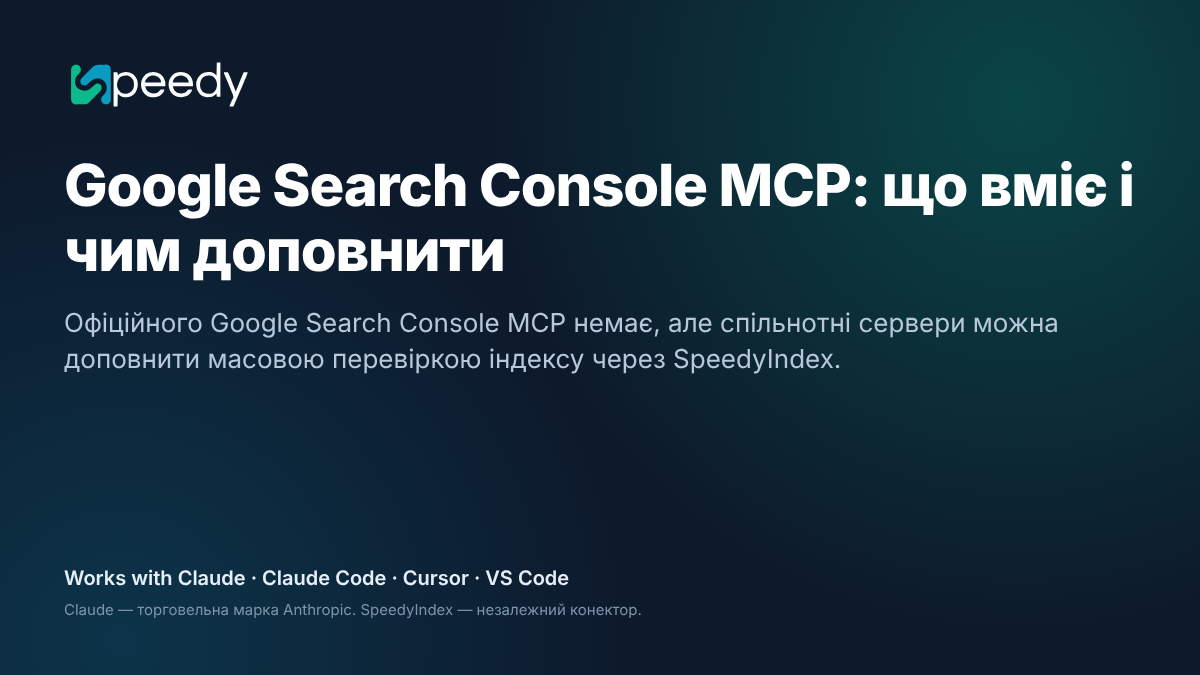 Speedy
Google Search Console MCP: що вміє і
чим доповнити
Офіційного Google Search Console MCP немає, але спільнотні сервери можна
доповнити масовою перевіркою індексу через SpeedyIndex.
Works with Claude · Claude Code · Cursor · VS Code
Claude — торговельна марка Anthropic. SpeedyIndex — незалежний конектор.